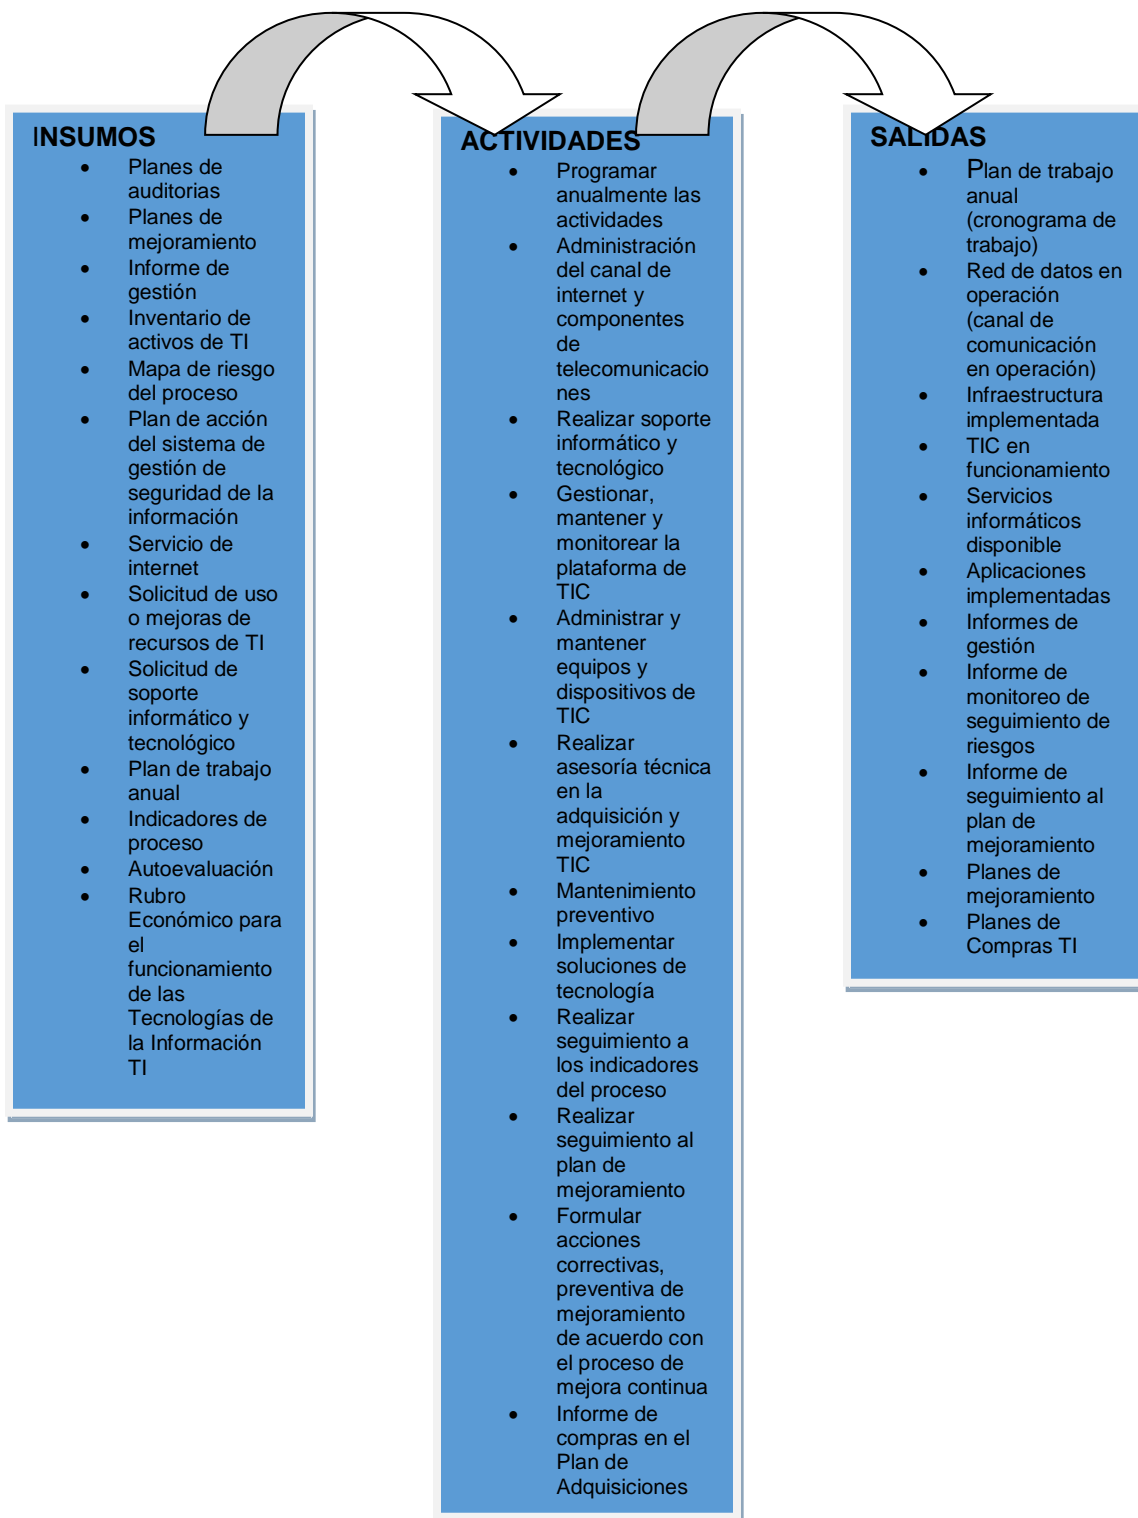 INSUMOS
• Planes de
auditorias
• Planes de
mejoramiento
• Informe de
gestión
• Inventario de
activos de TI
• Mapa de riesgo
del proceso
• Plan de acción
del sistema de
gestión de
seguridad de la
información
• Servicio de
internet
• Solicitud de uso
o mejoras de
recursos de TI
• Solicitud de
soporte
informático y
tecnológico
• Plan de trabajo
anual
• Indicadores de
proceso
• Autoevaluación
• Rubro
Económico para
el
funcionamiento
de las
Tecnologías de
la Información
TI
ACTIVIDADES
• Programar
anualmente las
actividades
• Administración
del canal de
internet y
componentes
de
telecomunicacio
nes
• Realizar soporte
informático y
tecnológico
• Gestionar,
mantener y
monitorear la
plataforma de
TIC
• Administrar y
mantener
equipos y
dispositivos de
TIC
• Realizar
asesoría técnica
en la
adquisición y
mejoramiento
TIC
• Mantenimiento
preventivo
• Implementar
soluciones de
tecnología
• Realizar
seguimiento a
los indicadores
del proceso
• Realizar
seguimiento al
plan de
mejoramiento
• Formular
acciones
correctivas,
preventiva de
mejoramiento
de acuerdo con
el proceso de
mejora continua
• Informe de
compras en el
Plan de
Adquisiciones
SALIDAS
• Plan de trabajo
anual
(cronograma de
trabajo)
• Red de datos en
operación
(canal de
comunicación
en operación)
• Infraestructura
implementada
• TIC en
funcionamiento
• Servicios
informáticos
disponible
• Aplicaciones
implementadas
• Informes de
gestión
• Informe de
monitoreo de
seguimiento de
riesgos
• Informe de
seguimiento al
plan de
mejoramiento
• Planes de
mejoramiento
• Planes de
Compras TI